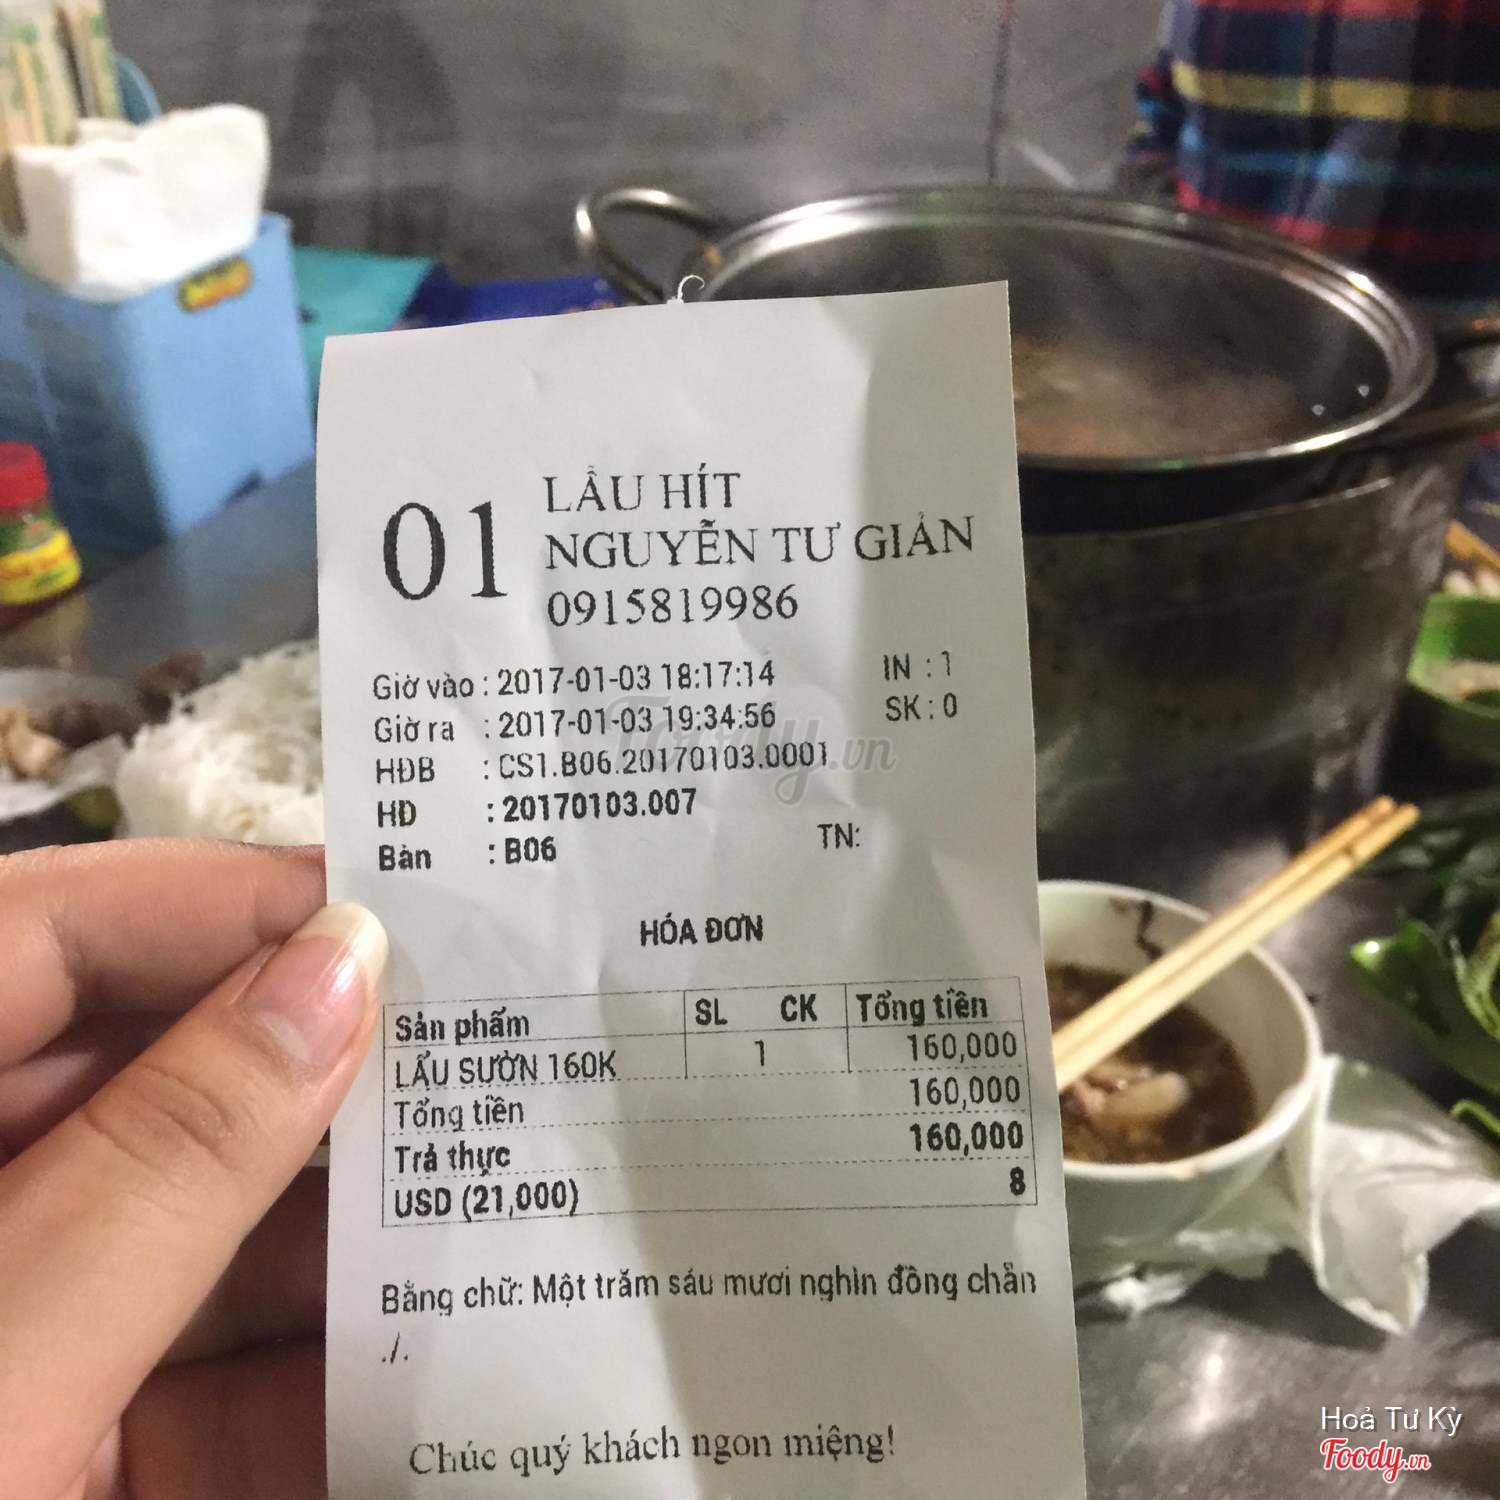 01
LẨU HÍT
NGUYỄN TƯ GIẢN
0915819986
Giờ vào : 2017-01-03 18:17:14 IN : 1
Giờ ra : 2017-01-03 19:34:56 SK : 0
HĐB : CS1.B06.20170103.0001
HĐ : 20170103.007
Bàn : B06 TN:
HÓA ĐƠN
Sản phẩm SL CK Tổng tiền
LẨU SƯỜN 160K 1 160,000
Tổng tiền 160,000
Trả thực 160,000
USD (21,000) 8
Bằng chữ: Một trăm sáu mươi nghìn đồng chẵn
./.
Chúc quý khách ngon miệng!
Foody.vn
Hoả Tư Kỳ
Foody.vn